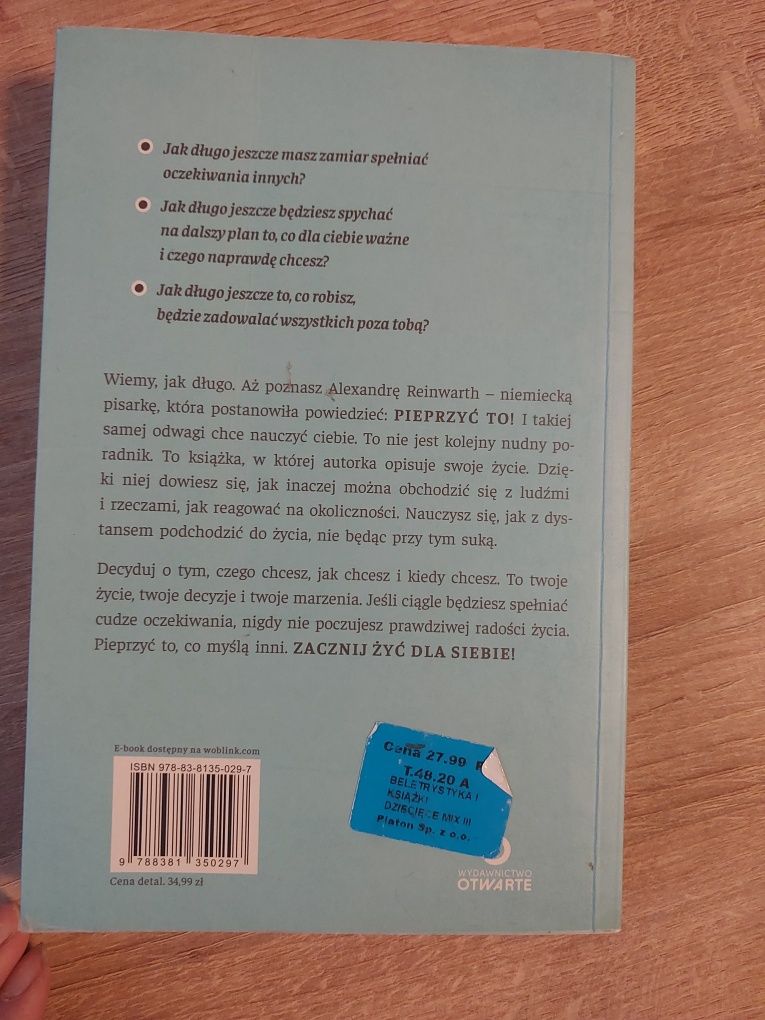 Jak długo jeszcze masz zamiar spełniać
oczekiwania innych?
Jak długo jeszcze będziesz spychać
na dalszy plan to, co dla ciebie ważne
i czego naprawdę chcesz?
Jak długo jeszcze to, co robisz,
będzie zadowalać wszystkich poza tobą?
Wiemy, jak długo. Aż poznasz Alexandrę Reinwarth – niemiecką
pisarkę, która postanowiła powiedzieć: PIEPRZYĆ TO! I takiej
samej odwagi chce nauczyć ciebie. To nie jest kolejny nudny po-
radnik. To książka, w której autorka opisuje swoje życie. Dzię-
ki niej dowiesz się, jak inaczej można obchodzić się z ludźmi
i rzeczami, jak reagować na okoliczności. Nauczysz się, jak z dys-
tansem podchodzić do życia, nie będąc przy tym suką.
Decyduj o tym, czego chcesz, jak chcesz i kiedy chcesz. To twoje
życie, twoje decyzje i twoje marzenia. Jeśli ciągle będziesz spełniać
cudze oczekiwania, nigdy nie poczujesz prawdziwej radości życia.
Pieprzyć to, co myślą inni. ZACZNIJ ŻYĆ DLA SIEBIE!
E-book dostępny na woblink.com
ISBN 978-83-8135-029-7
9 788381 350297
Cena detal. 34,99 zł
Cena 27.99
T.48.20 A
BELETRYSTYKA I
KSIĄŻKI
DZIECIĘCE MIX III
Platon Sp. z o.o.
WYDAWNICTWO
OTWARTE